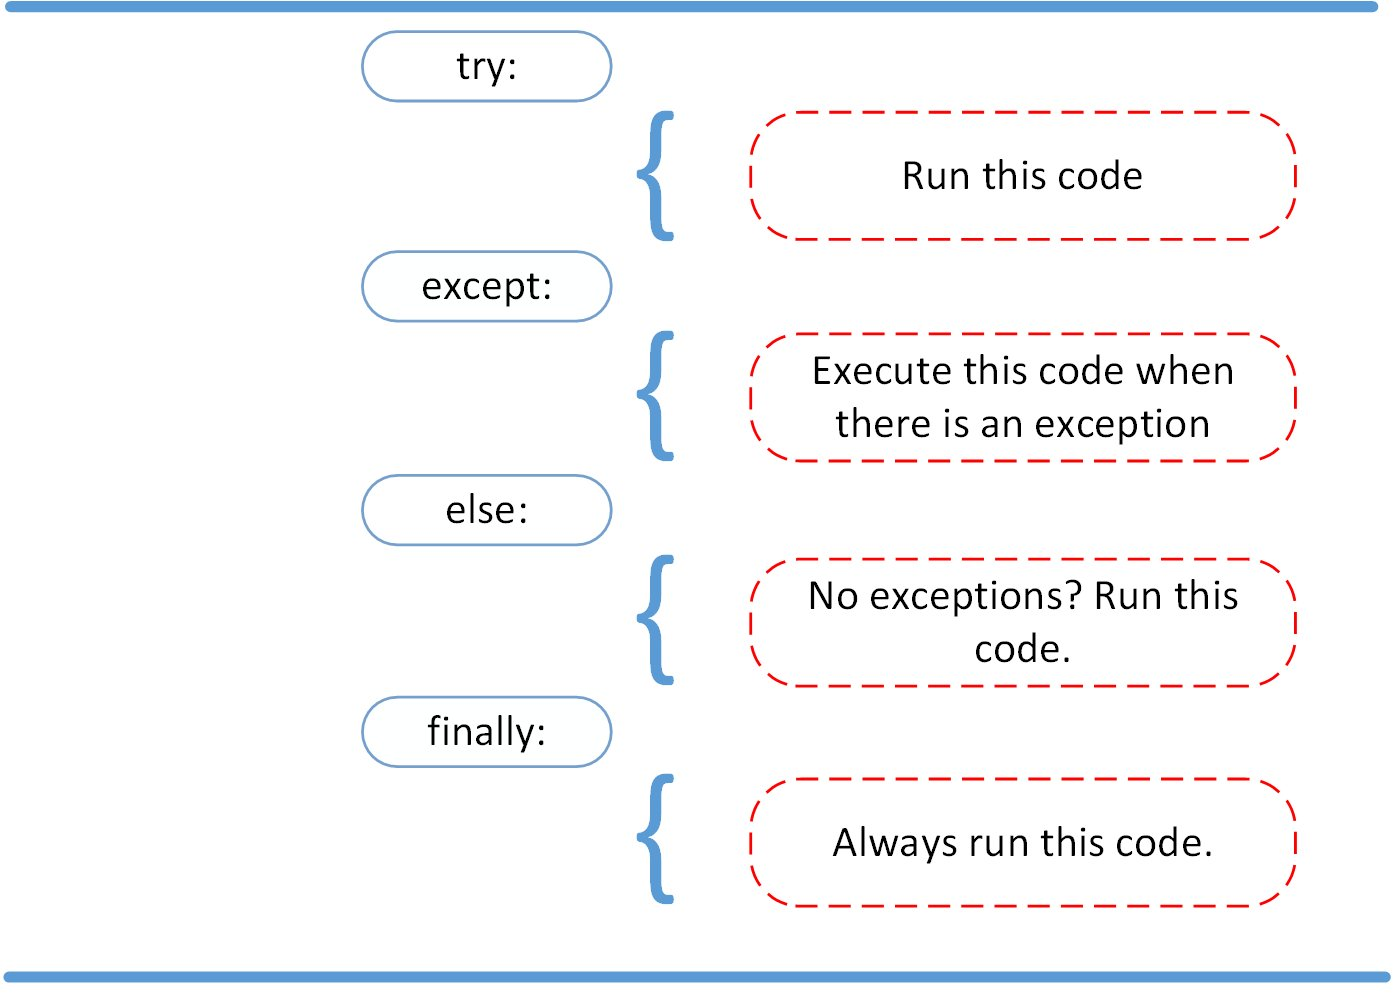 try:
Run this code
except:
Execute this code when
there is an exception
else:
No exceptions? Run this
code.
finally:
Always run this code.